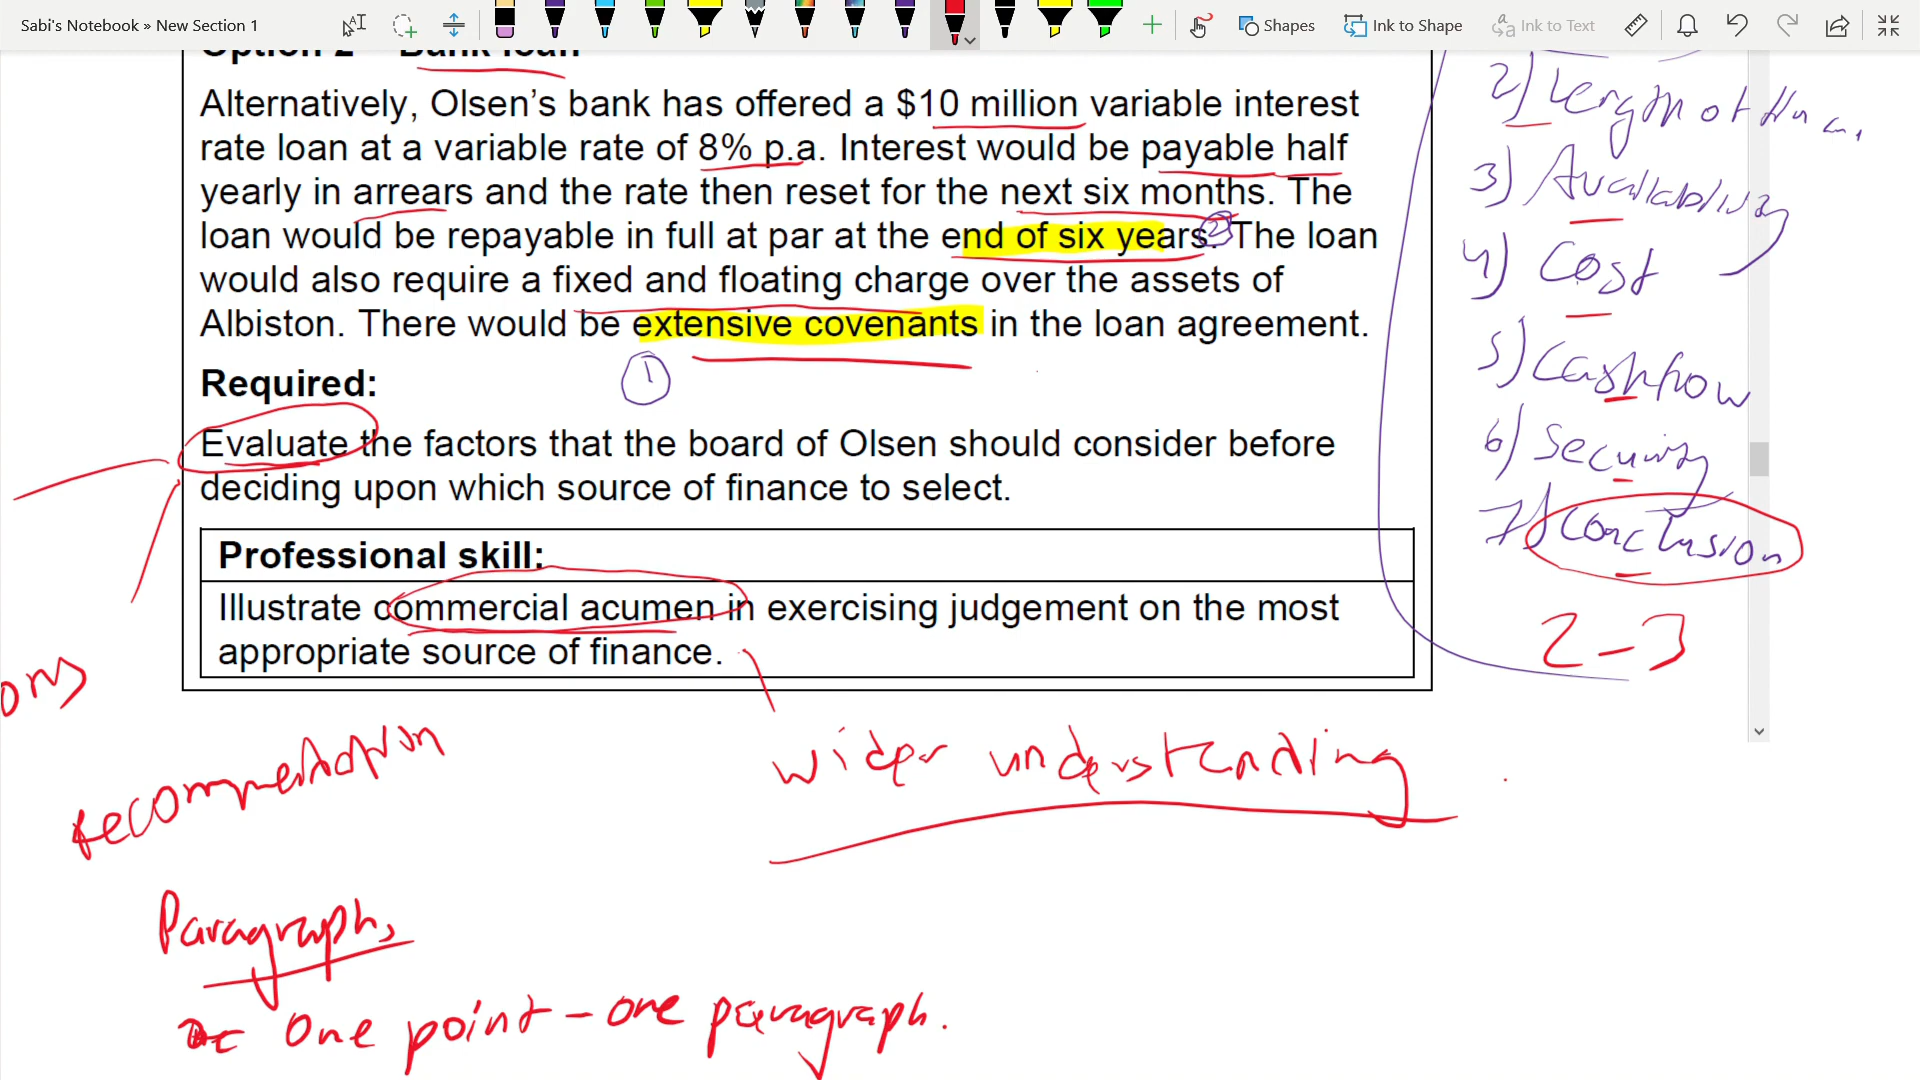 Sabi's Notebook » New Section 1
Shapes
Ink to Shape
Ink to Text
Option 2 Bank loan
Alternatively, Olsen's bank has offered a $10 million variable interest
rate loan at a variable rate of 8% p.a. Interest would be payable half
yearly in arrears and the rate then reset for the next six months. The
loan would be repayable in full at par at the end of six years. The loan
would also require a fixed and floating charge over the assets of
Albiston. There would be extensive covenants in the loan agreement.
1
2
Required:
Evaluate the factors that the board of Olsen should consider before
deciding upon which source of finance to select.
Professional skill:
Illustrate commercial acumen in exercising judgement on the most
appropriate source of finance.
2) Length of
3) Availability
4) Cost
5) Cashflow
6) Security
7) Conclusion
2-3
ons
recommendation
wider understanding
Paragraphs
One point - one paragraph.